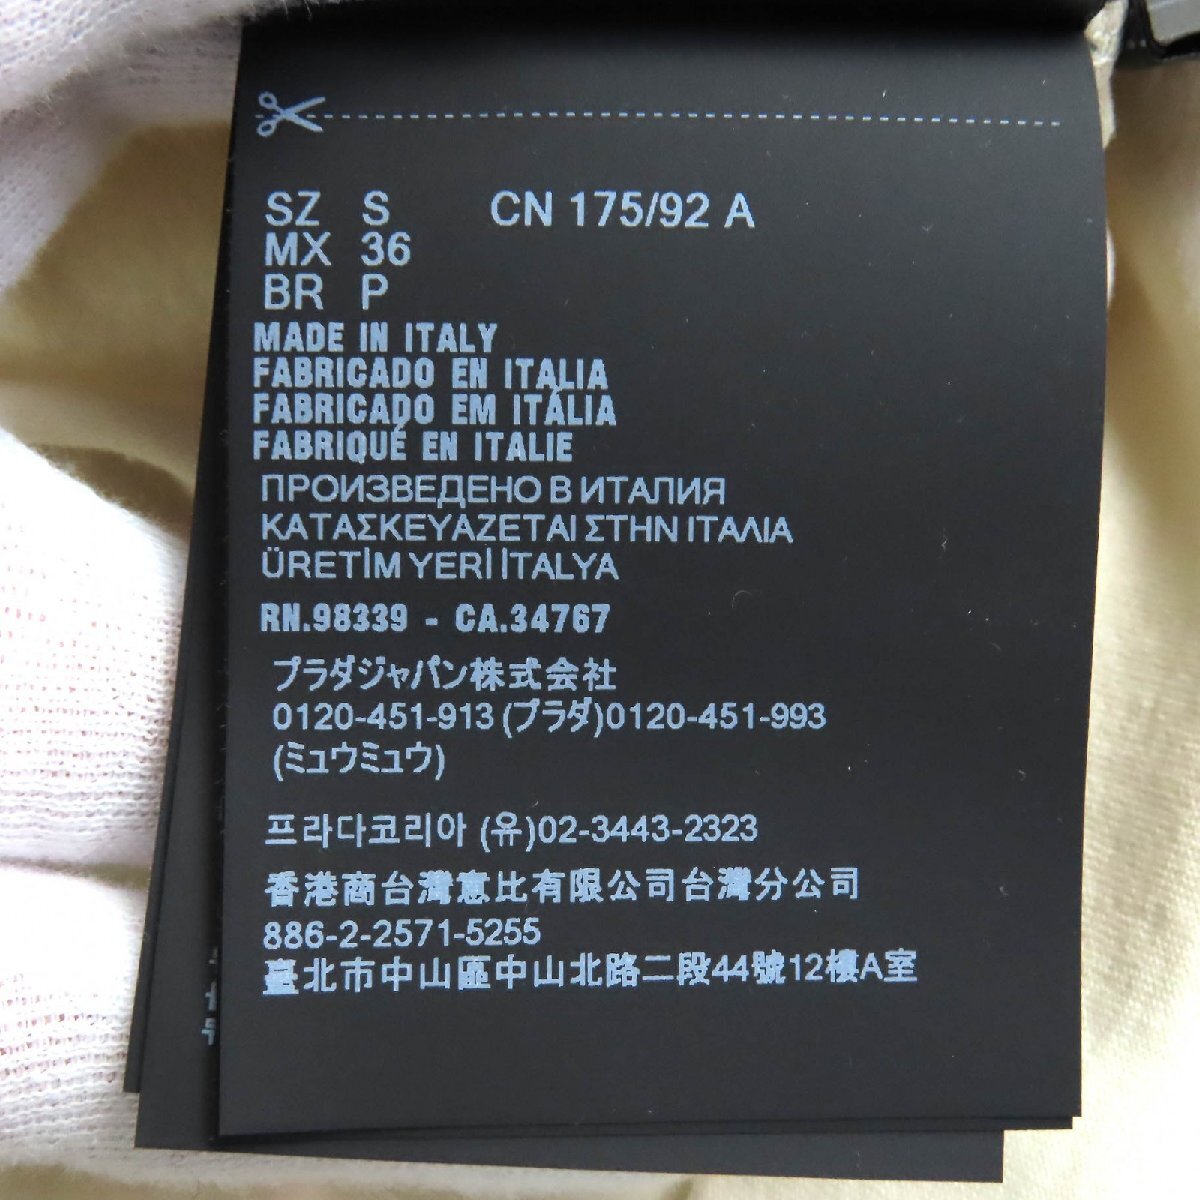 SZ S CN 175/92 A
MX 36
BR P
MADE IN ITALY
FABRICADO EN ITALIA
FABRICADO EM ITÁLIA
FABRIQUÉ EN ITALIE
ПРОИЗВЕДЕНО В ИТАЛИЯ
ΚΑΤΑΣΚΕΥΑΖΕΤΑΙ ΣΤΗΝ ΙΤΑΛΙΑ
ÜRETİM YERİ İTALYA
RN.98339 - CA.34767
プラダジャパン株式会社
0120-451-913 (プラダ)0120-451-993
(ミュウミュウ)
프라다코리아 (유)02-3443-2323
香港商台灣惠比有限公司台灣分公司
886-2-2571-5255
臺北市中山區中山北路二段44號12樓A室